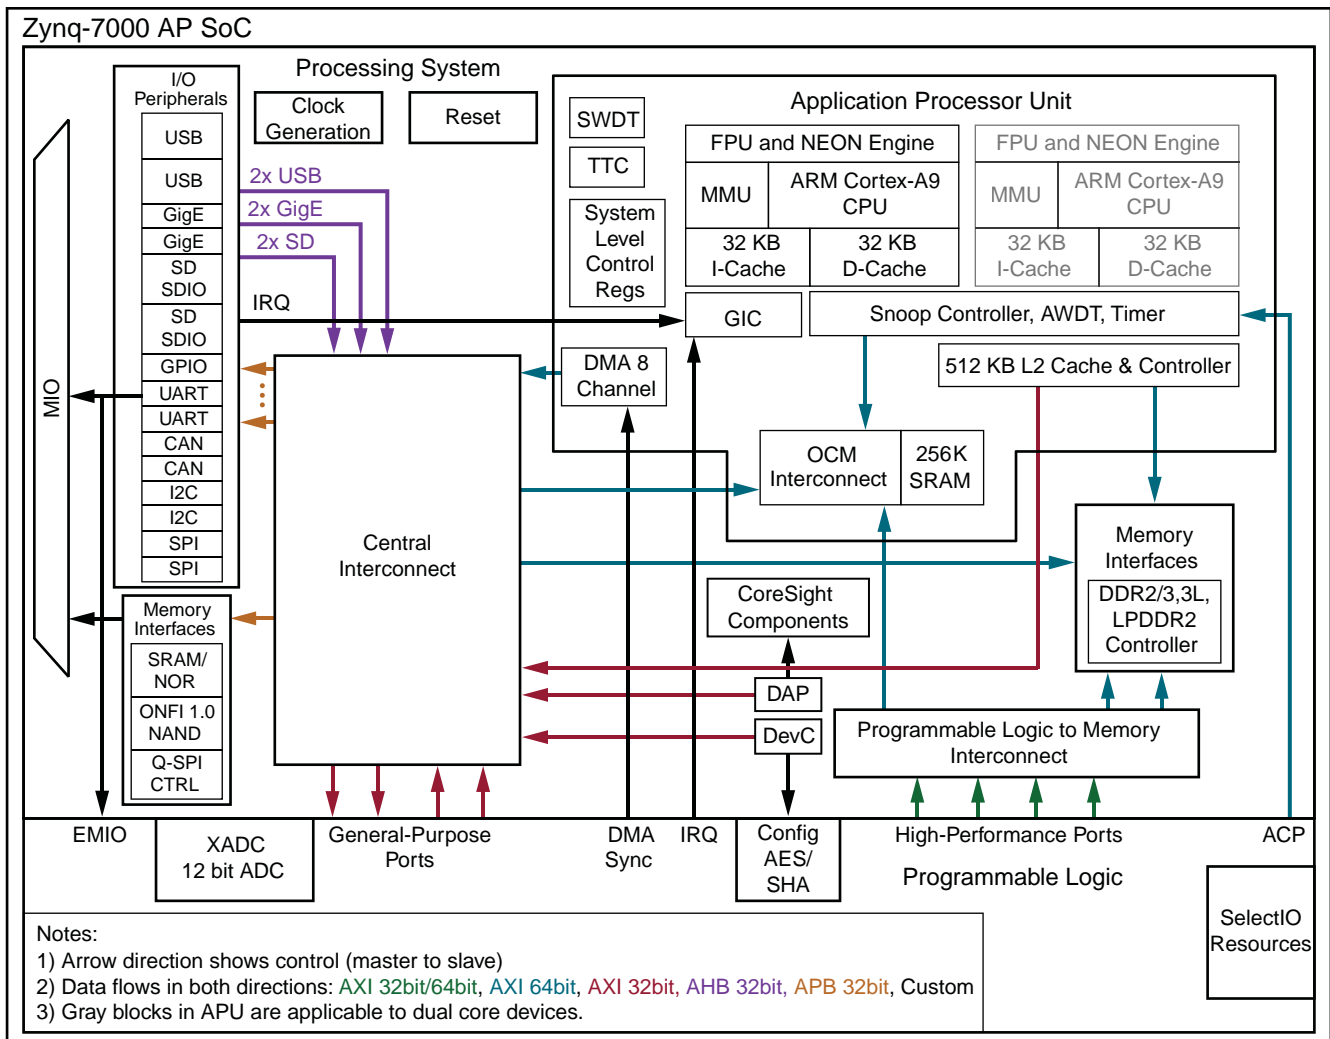 Zynq-7000 AP SoC
Processing System
I/O
Peripherals
USB
USB
GigE
GigE
SD
SDIO
SD
SDIO
GPIO
UART
UART
CAN
CAN
I2C
I2C
SPI
SPI
MIO
Clock
Generation
Reset
2x USB
2x GigE
2x SD
IRQ
Application Processor Unit
SWDT
TTC
System
Level
Control
Regs
FPU and NEON Engine
MMU
ARM Cortex-A9
CPU
32 KB
I-Cache
32 KB
D-Cache
FPU and NEON Engine
MMU
ARM Cortex-A9
CPU
32 KB
I-Cache
32 KB
D-Cache
GIC
Snoop Controller, AWDT, Timer
DMA 8
Channel
512 KB L2 Cache & Controller
OCM
Interconnect
256K
SRAM
Central
Interconnect
Memory
Interfaces
DDR2/3,3L,
LPDDR2
Controller
CoreSight
Components
DAP
DevC
Programmable Logic to Memory
Interconnect
Memory
Interfaces
SRAM/
NOR
ONFI 1.0
NAND
Q-SPI
CTRL
EMIO
XADC
12 bit ADC
General-Purpose
Ports
DMA
Sync
IRQ
Config
AES/
SHA
High-Performance Ports
ACP
Programmable Logic
SelectIO
Resources
Notes:
1) Arrow direction shows control (master to slave)
2) Data flows in both directions: AXI 32bit/64bit, AXI 64bit, AXI 32bit, AHB 32bit, APB 32bit, Custom
3) Gray blocks in APU are applicable to dual core devices.